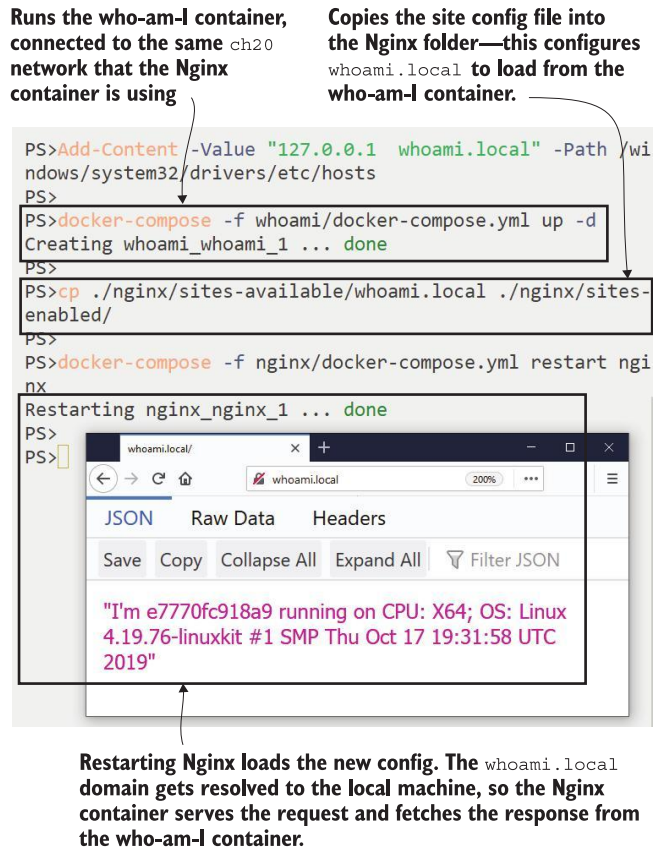 Runs the who-am-I container,
connected to the same ch20
network that the Nginx
container is using
Copies the site config file into
the Nginx folder—this configures
whoami.local to load from the
who-am-I container.
PS>Add-Content -Value "127.0.0.1  whoami.local" -Path /wi
ndows/system32/drivers/etc/hosts
PS>
PS>docker-compose -f whoami/docker-compose.yml up -d
Creating whoami_whoami_1 ... done
PS>
PS>cp ./nginx/sites-available/whoami.local ./nginx/sites-
enabled/
PS>
PS>docker-compose -f nginx/docker-compose.yml restart ngi
nx
Restarting nginx_nginx_1 ... done
PS>
PS>
whoami.local/
whoami.local 200%
JSON Raw Data Headers
Save Copy Collapse All Expand All Filter JSON
"I'm e7770fc918a9 running on CPU: X64; OS: Linux
4.19.76-linuxkit #1 SMP Thu Oct 17 19:31:58 UTC
2019"
Restarting Nginx loads the new config. The whoami.local
domain gets resolved to the local machine, so the Nginx
container serves the request and fetches the response from
the who-am-I container.